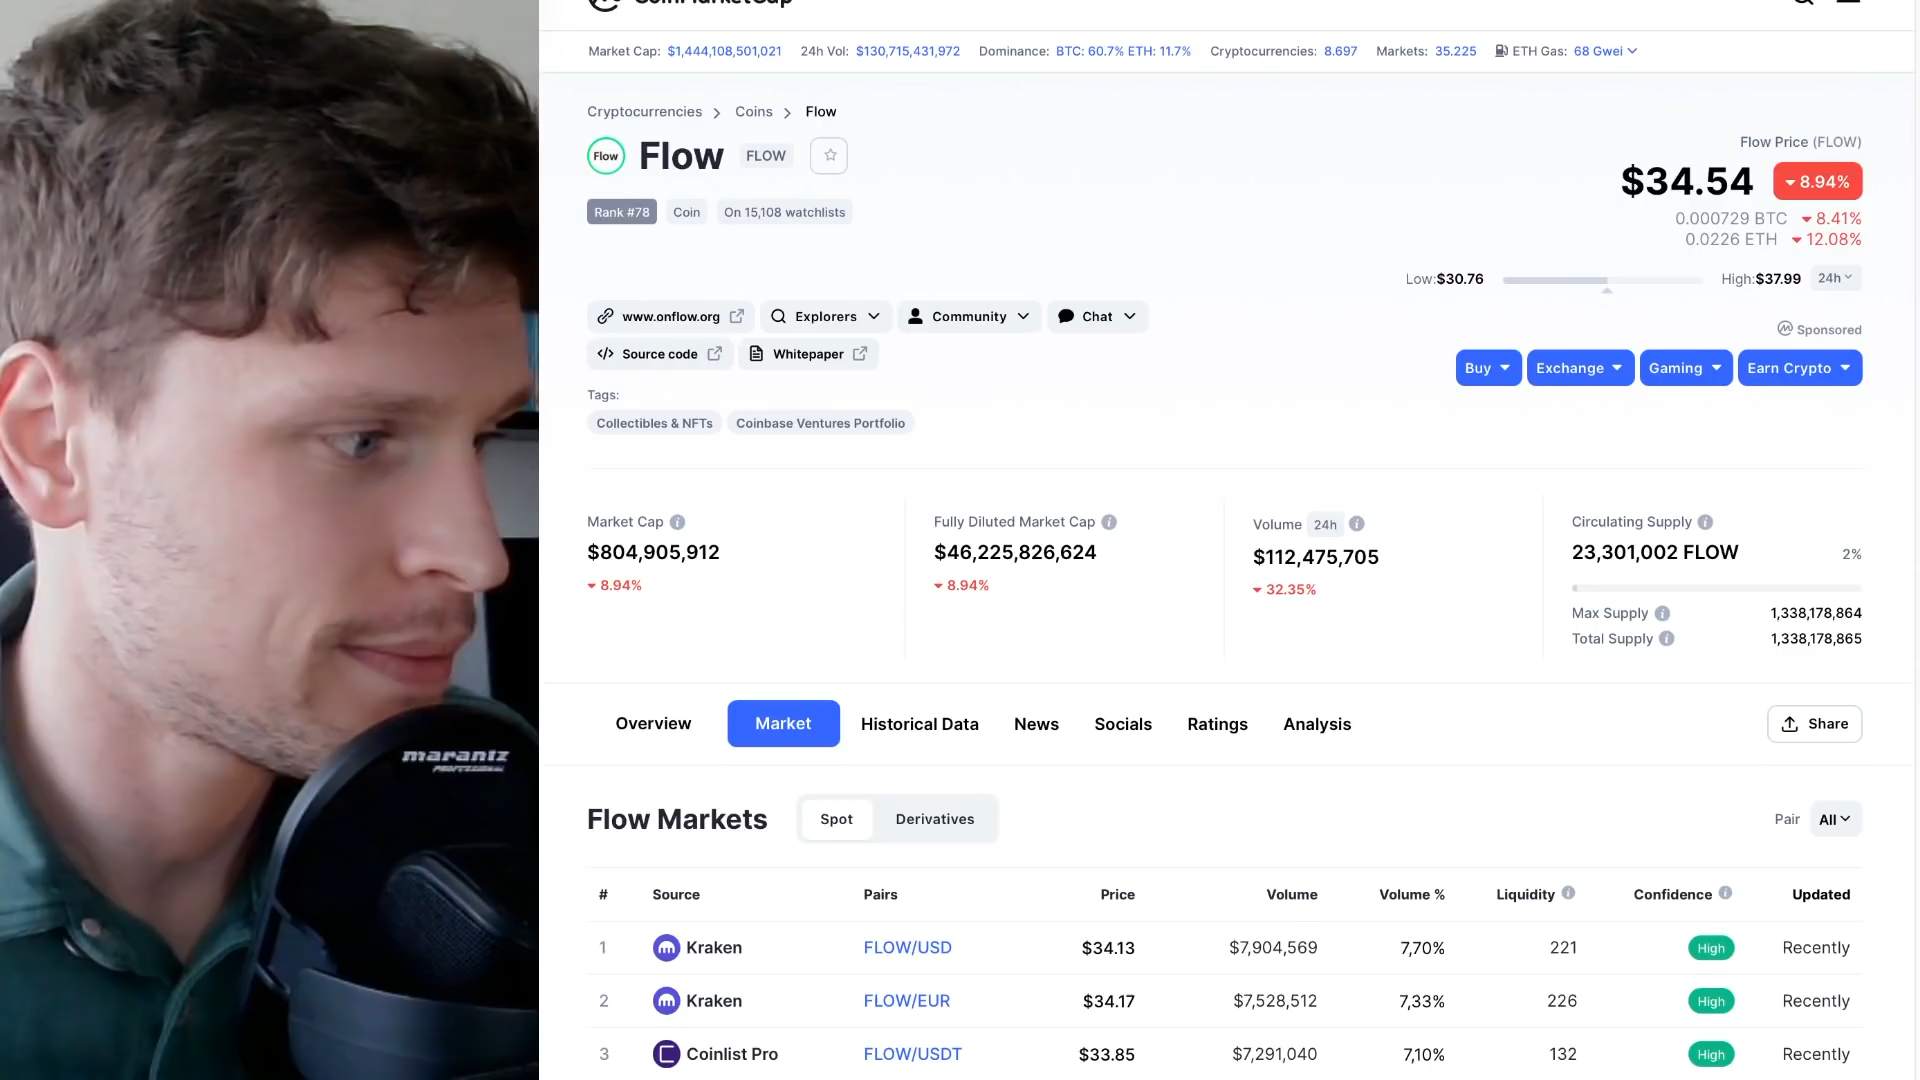 CoinMarketCap
Market Cap: $1,444,108,501,021 24h Vol: $130,715,431,972 Dominance: BTC: 60.7% ETH: 11.7% Cryptocurrencies: 8.697 Markets: 35.225 ETH Gas: 68 Gwei
Cryptocurrencies > Coins > Flow
Flow Flow FLOW
Rank #78 Coin On 15,108 watchlists
Flow Price (FLOW)
$34.54 8.94%
0.000729 BTC 8.41%
0.0226 ETH 12.08%
Low:$30.76 High:$37.99 24h
www.onflow.org Explorers Community Chat
Source code Whitepaper
Sponsored
Buy Exchange Gaming Earn Crypto
Tags:
Collectibles & NFTs Coinbase Ventures Portfolio
Market Cap
$804,905,912
8.94%
Fully Diluted Market Cap
$46,225,826,624
8.94%
Volume 24h
$112,475,705
32.35%
Circulating Supply
23,301,002 FLOW 2%
Max Supply 1,338,178,864
Total Supply 1,338,178,865
Overview Market Historical Data News Socials Ratings Analysis Share
Flow Markets Spot Derivatives Pair All
# Source Pairs Price Volume Volume % Liquidity Confidence Updated
1 Kraken FLOW/USD $34.13 $7,904,569 7,70% 221 High Recently
2 Kraken FLOW/EUR $34.17 $7,528,512 7,33% 226 High Recently
3 Coinlist Pro FLOW/USDT $33.85 $7,291,040 7,10% 132 High Recently
marantz
PROFESSIONAL